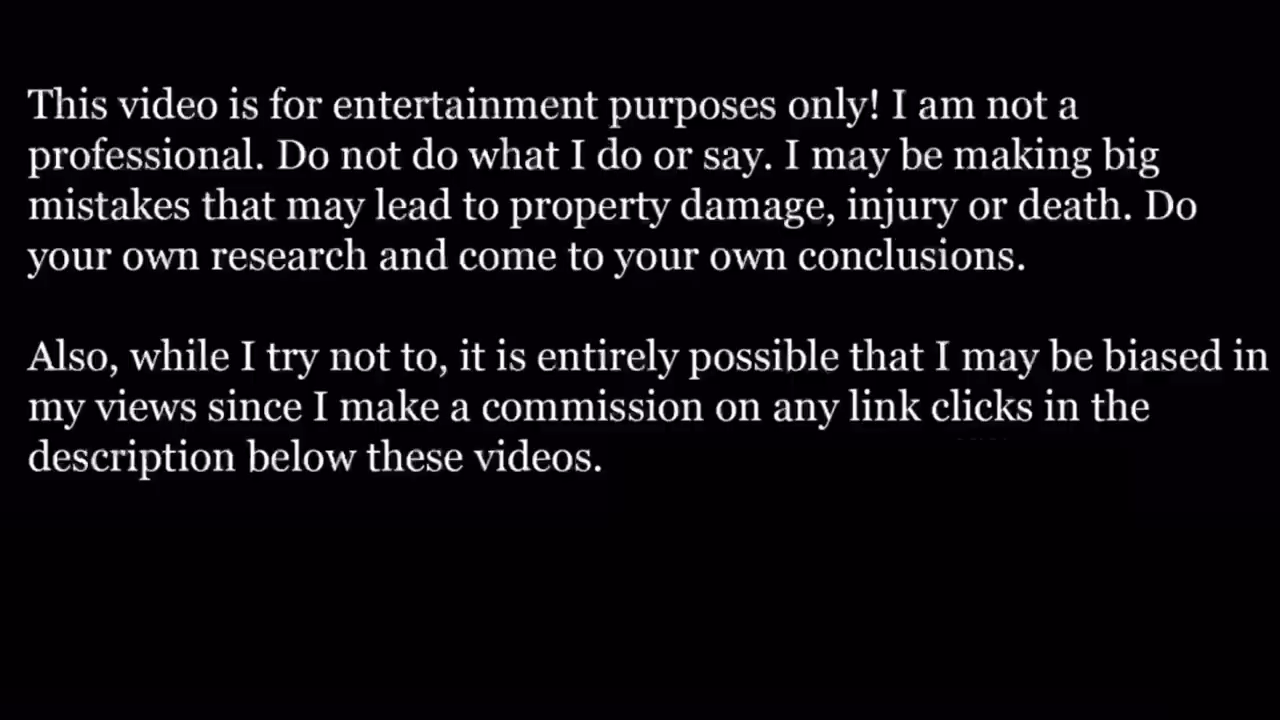 This video is for entertainment purposes only! I am not a
professional. Do not do what I do or say. I may be making big
mistakes that may lead to property damage, injury or death. Do
your own research and come to your own conclusions.
Also, while I try not to, it is entirely possible that I may be biased in
my views since I make a commission on any link clicks in the
description below these videos.